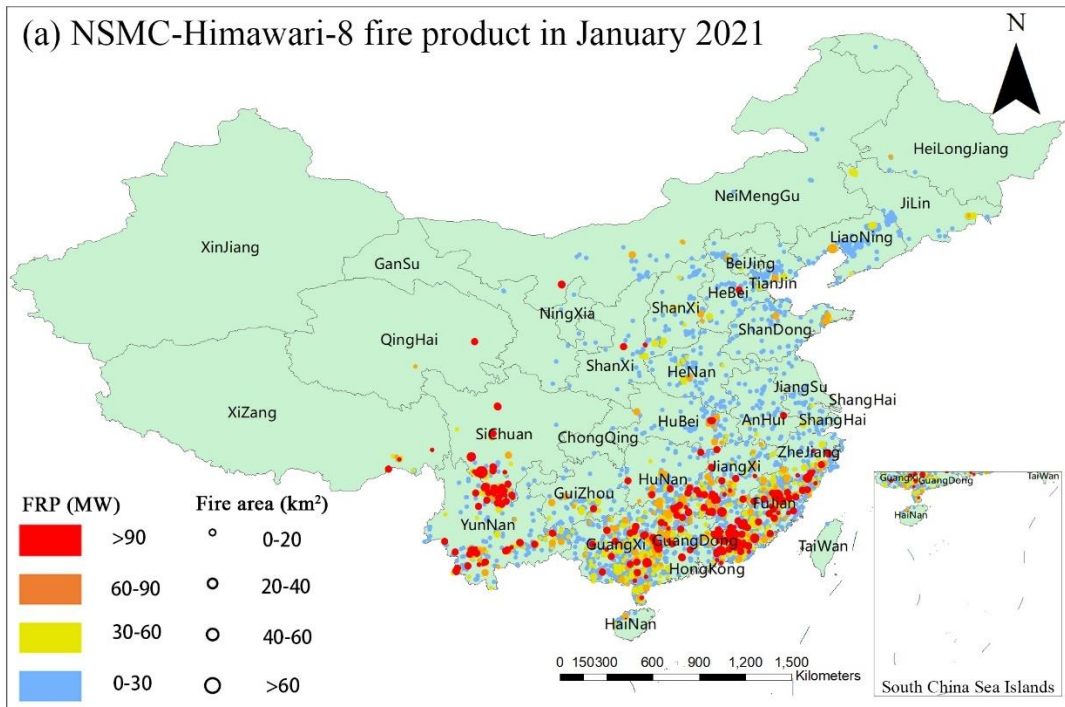 (a) NSMC-Himawari-8 fire product in January 2021
N
HeiLongJiang
NeiMengGu
JiLin
XinJiang
LiaoNing
GanSu
BeiJing
TianJin
HeBei
NingXia
ShanXi
ShanDong
QingHai
ShanXi
HeNan
JiangSu
ShangHai
XiZang
HuBei
AnHui
ShangHai
SiChuan
ChongQing
ZheJiang
JiangXi
HuNan
GuiZhou
FuJian
YunNan
GuangXi
GuangDong
TaiWan
HongKong
HaiNan
FRP (MW)
Fire area (km²)
>90
0-20
60-90
20-40
30-60
40-60
0-30
>60
0 150300 600 900 1,200 1,500
Kilometers
GuangXi
GuangDong
TaiWan
HaiNan
South China Sea Islands